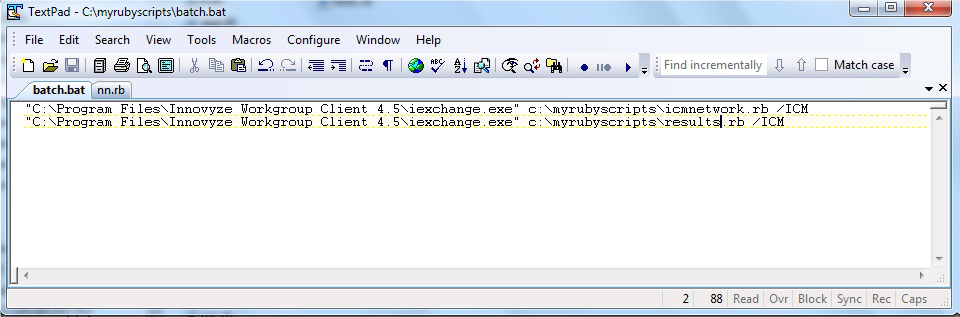 TextPad - C:\myrubyscripts\batch.bat
File Edit Search View Tools Macros Configure Window Help
Find incrementally Match case
batch.bat nn.rb
"C:\Program Files\Innovyze Workgroup Client 4.5\iexchange.exe" c:\myrubyscripts\icmnetwork.rb /ICM
"C:\Program Files\Innovyze Workgroup Client 4.5\iexchange.exe" c:\myrubyscripts\results.rb /ICM
2 88 Read Ovr Block Sync Rec Caps